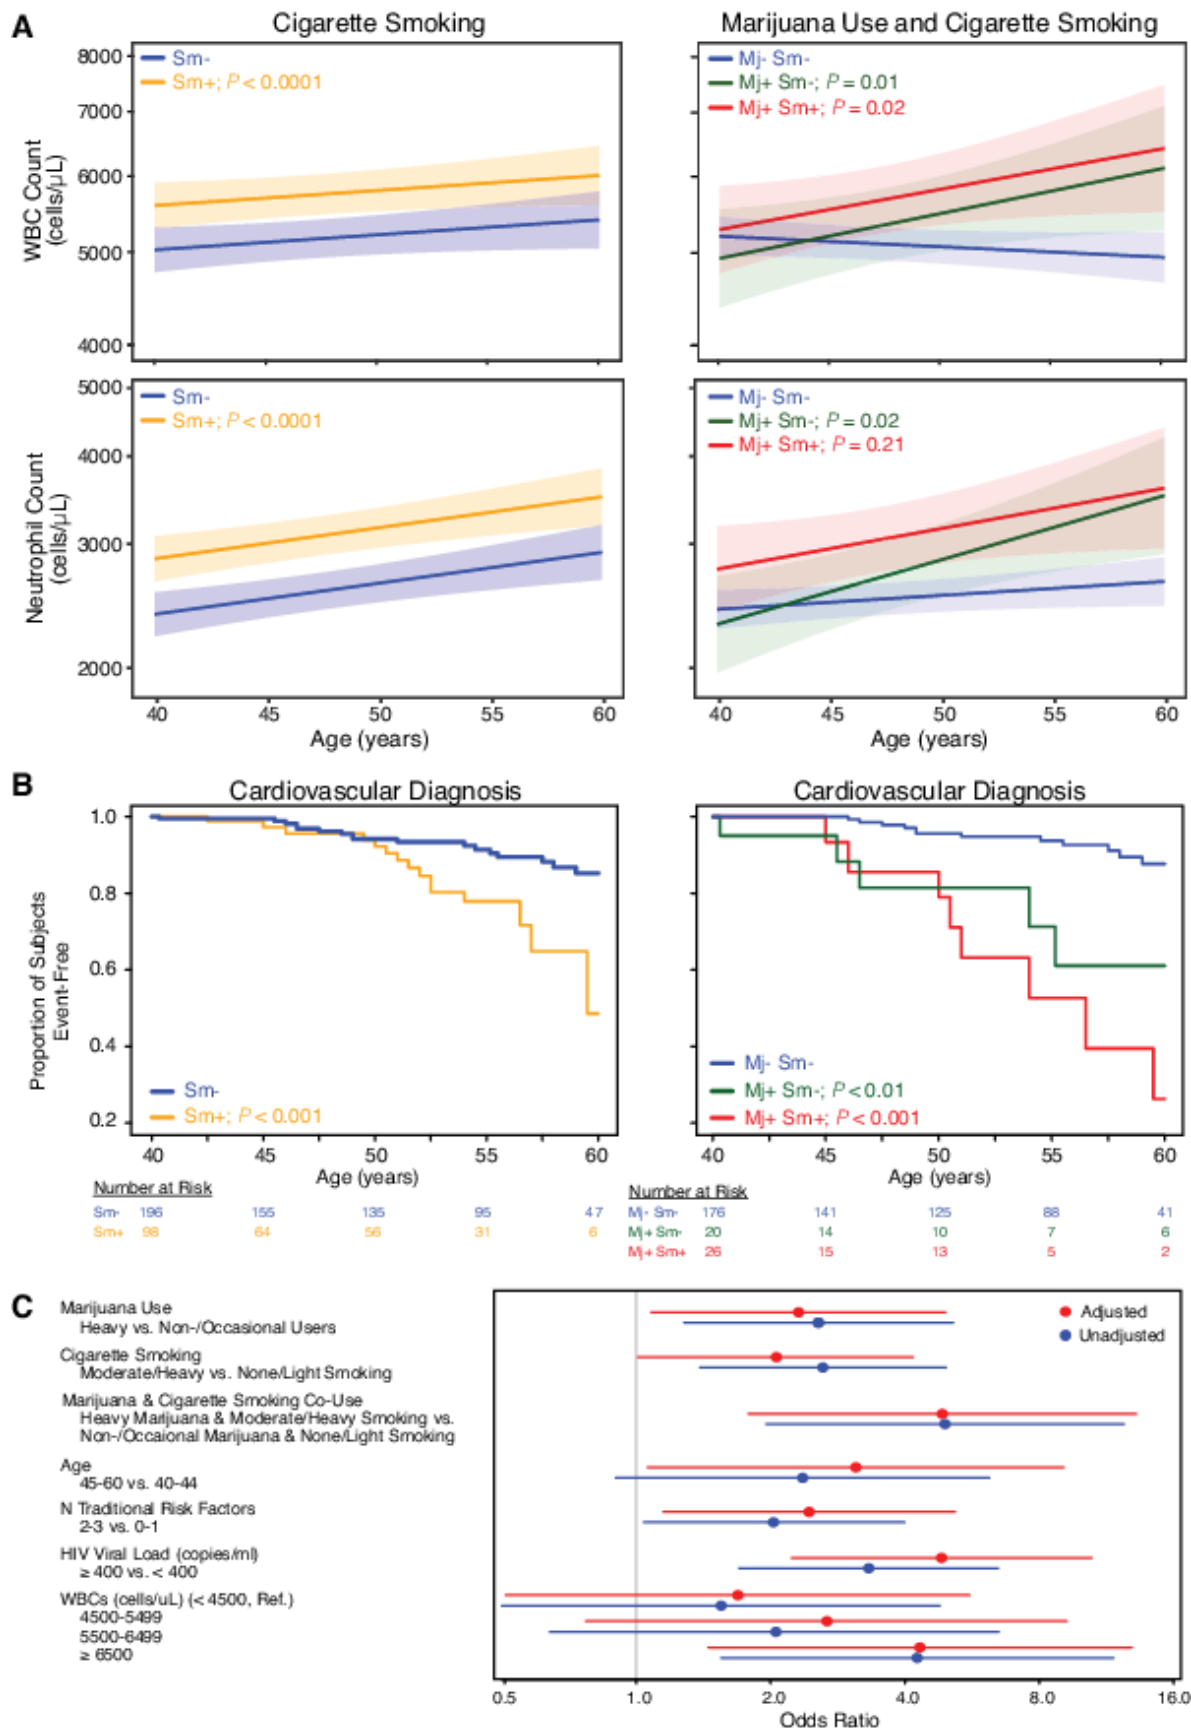 A
Cigarette Smoking
Marijuana Use and Cigarette Smoking
8000
7000
6000
5000
4000
WBC Count
(cells/µL)
Sm-
Sm+; P < 0.0001
Mj- Sm-
Mj+ Sm-; P = 0.01
Mj+ Sm+; P = 0.02
5000
4000
3000
2000
Neutrophil Count
(cells/µL)
Sm-
Sm+; P < 0.0001
Mj- Sm-
Mj+ Sm-; P = 0.02
Mj+ Sm+; P = 0.21
40 45 50 55 60
Age (years)
40 45 50 55 60
Age (years)
B
Cardiovascular Diagnosis
Cardiovascular Diagnosis
1.0
0.8
0.6
0.4
0.2
Proportion of Subjects
Event-Free
Sm-
Sm+; P < 0.001
Mj- Sm-
Mj+ Sm-; P < 0.01
Mj+ Sm+; P < 0.001
40 45 50 55 60
Age (years)
40 45 50 55 60
Age (years)
Number at Risk
Sm- 196 155 135 95 47
Sm+ 98 64 56 31 6
Number at Risk
Mj- Sm- 176 141 125 88 41
Mj+ Sm- 20 14 10 7 6
Mj+ Sm+ 26 15 13 5 2
C
Marijuana Use
Heavy vs. Non-/Occasional Users
Cigarette Smoking
Moderate/Heavy vs. None/Light Smoking
Marijuana & Cigarette Smoking Co-Use
Heavy Marijuana & Moderate/Heavy Smoking vs.
Non-/Occaional Marijuana & None/Light Smoking
Age
45-60 vs. 40-44
N Traditional Risk Factors
2-3 vs. 0-1
HIV Viral Load (copies/ml)
≥ 400 vs. < 400
WBCs (cells/uL) (< 4500, Ref.)
4500-5499
5500-6499
≥ 6500
Adjusted
Unadjusted
0.5 1.0 2.0 4.0 8.0 16.0
Odds Ratio